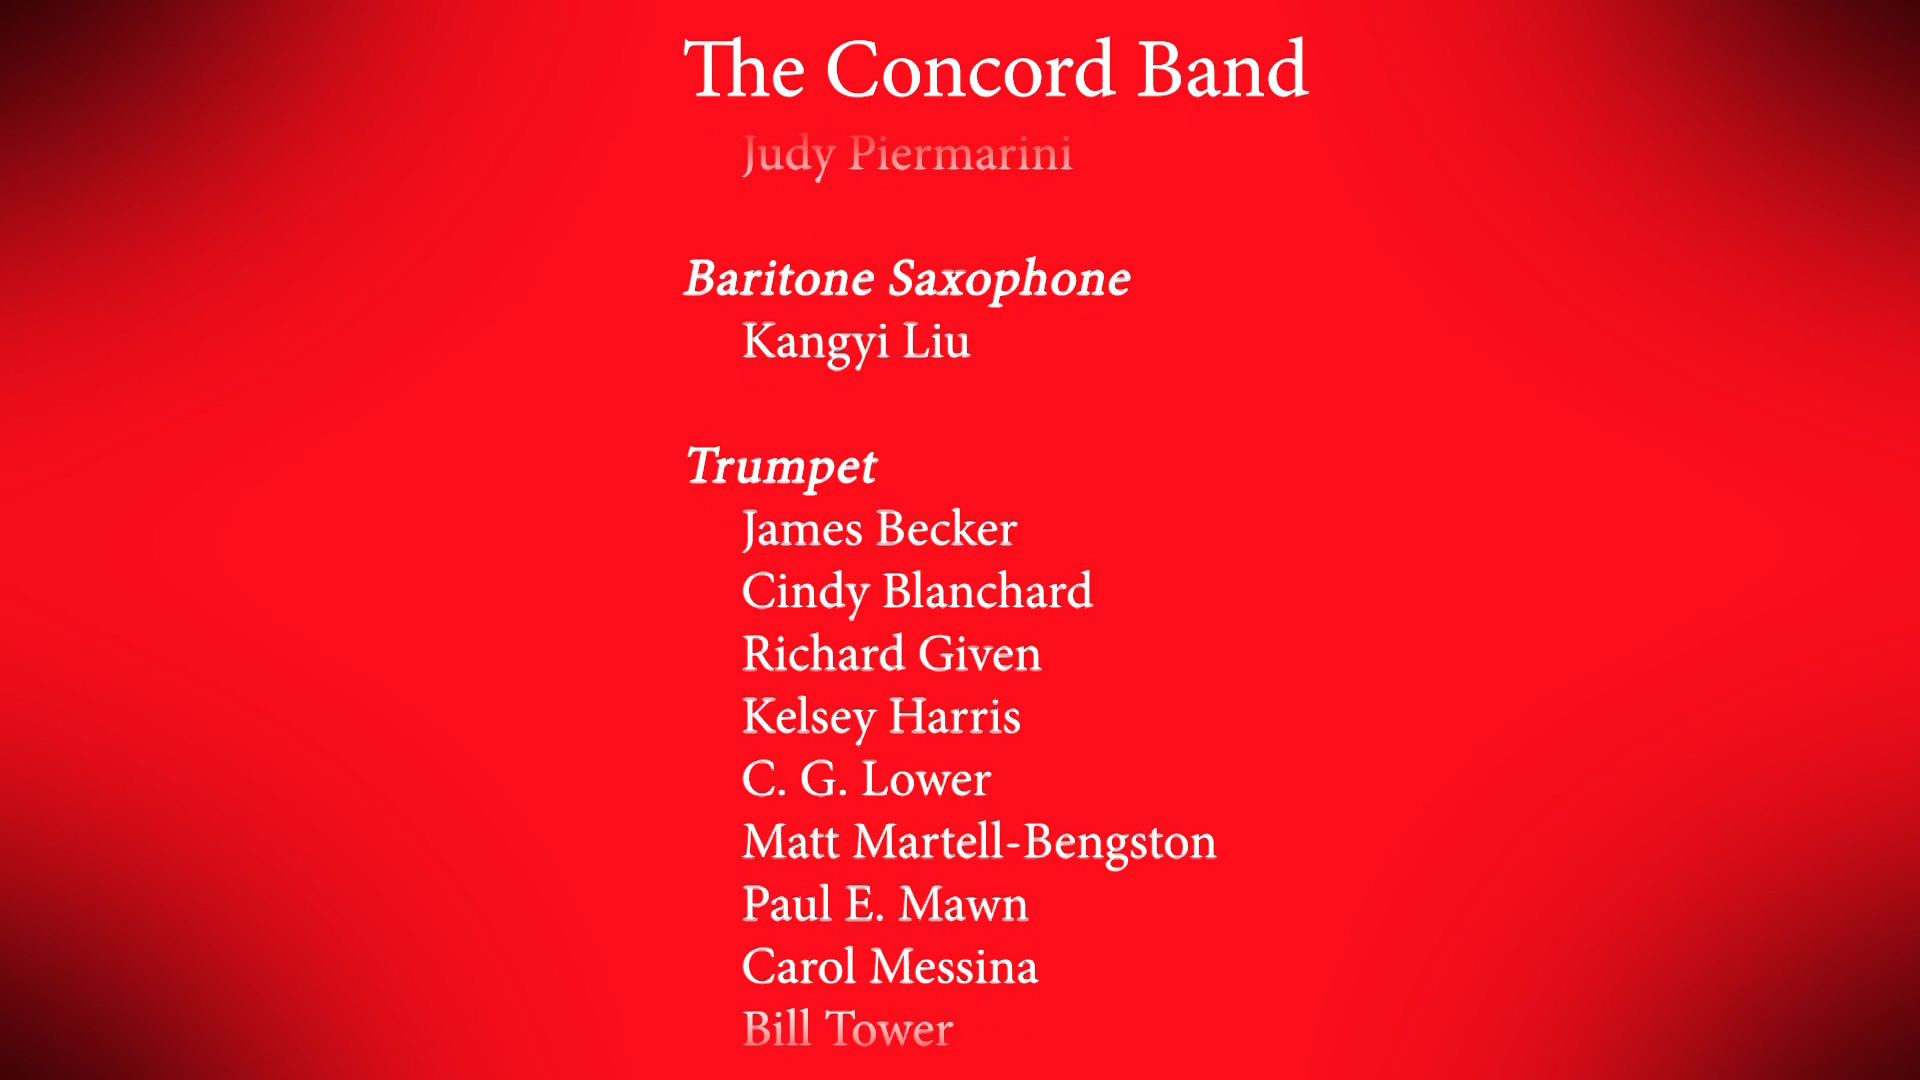 The Concord Band
Judy Piermarini
Baritone Saxophone
Kangyi Liu
Trumpet
James Becker
Cindy Blanchard
Richard Given
Kelsey Harris
C. G. Lower
Matt Martell-Bengston
Paul E. Mawn
Carol Messina
Bill Tower